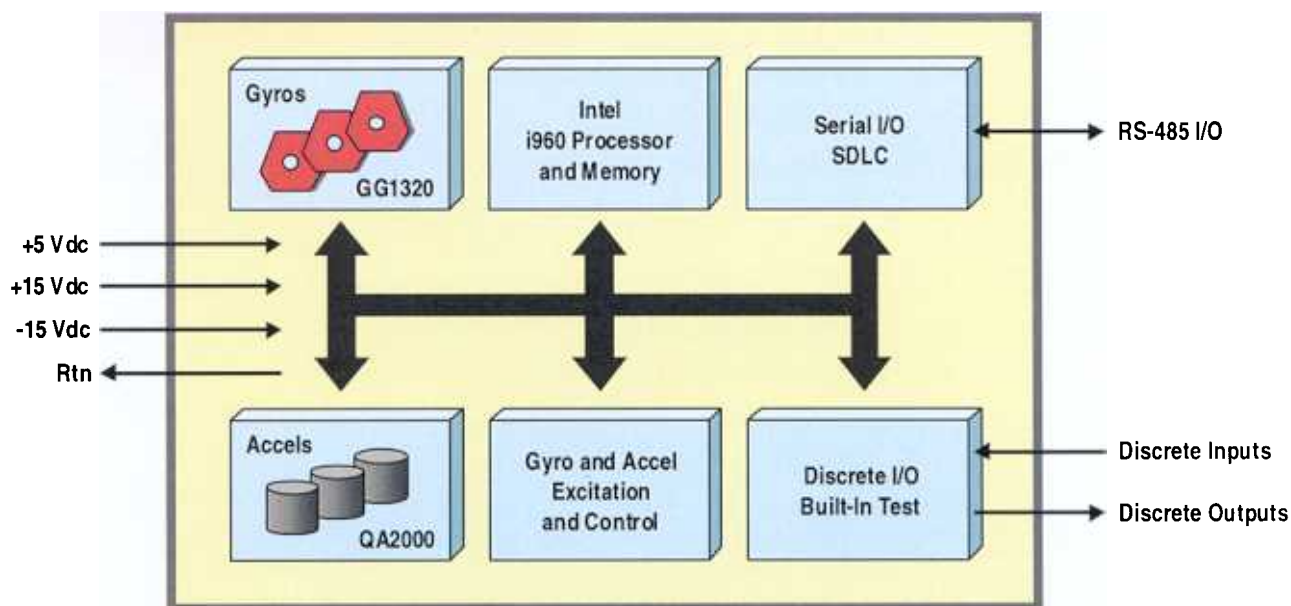 Gyros
GG1320
Intel
i960 Processor
and Memory
Serial I/O
SDLC
RS-485 I/O
+5 Vdc
+15 Vdc
-15 Vdc
Rtn
Accels
QA2000
Gyro and Accel
Excitation
and Control
Discrete I/O
Built-In Test
Discrete Inputs
Discrete Outputs